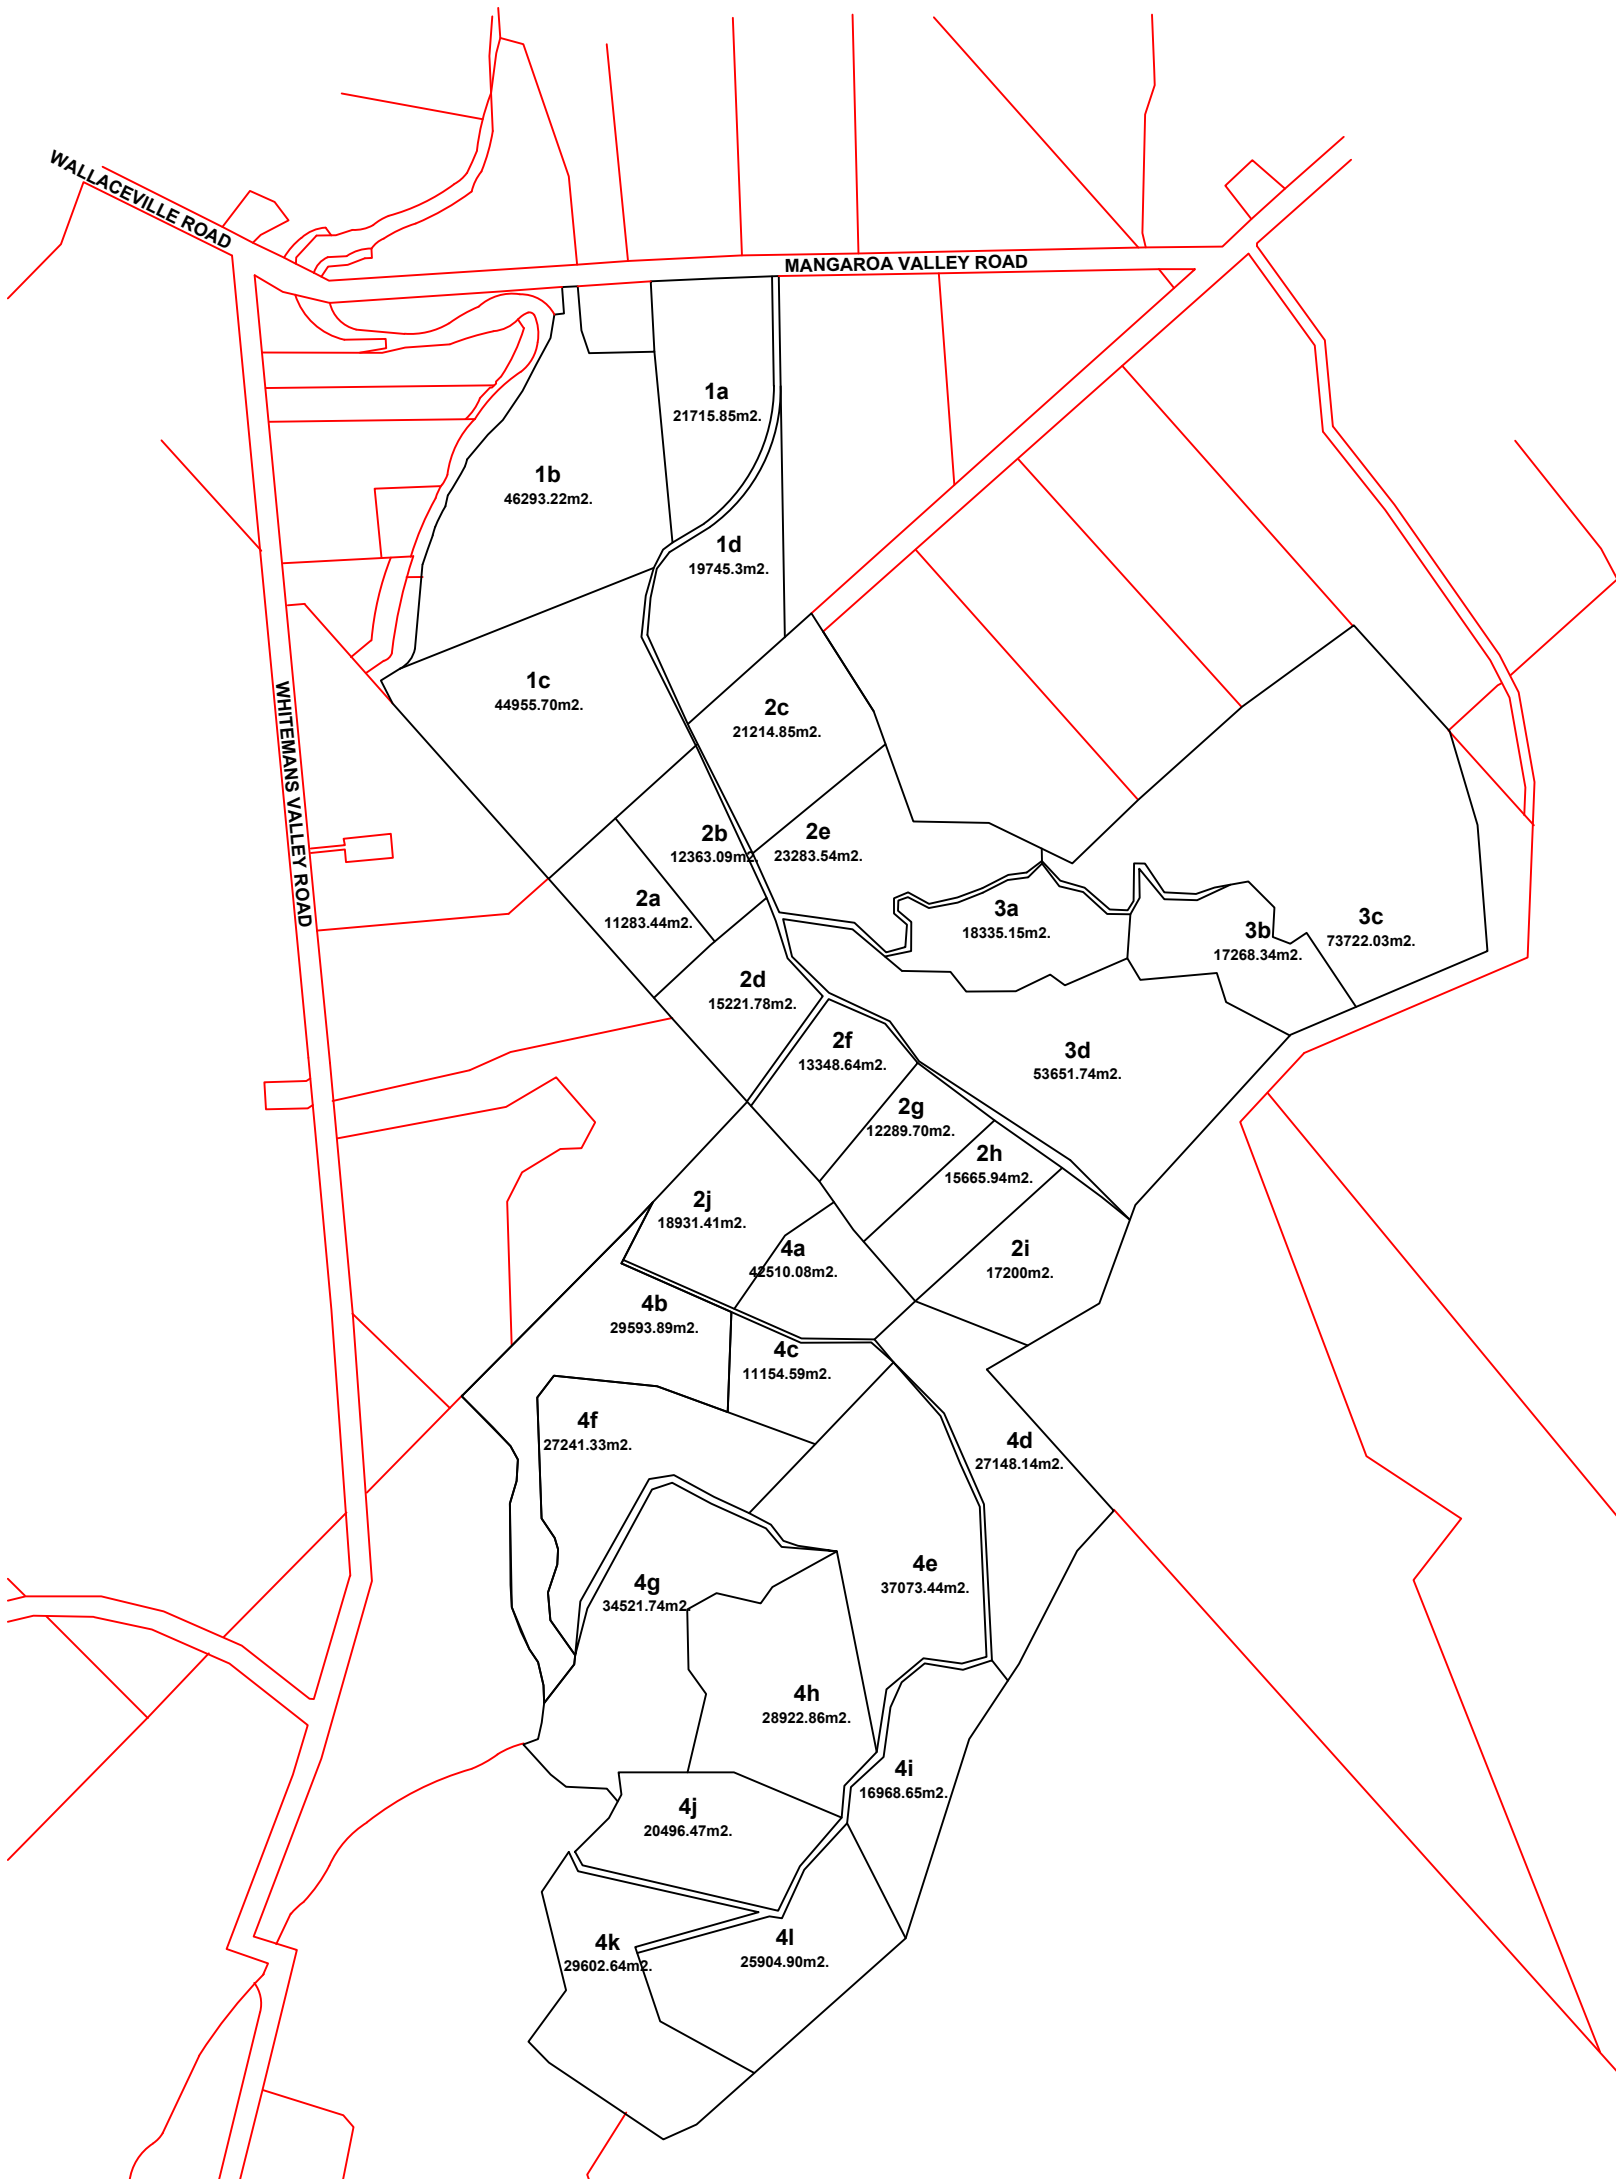 WALLACEVILLE ROAD
MANGAROA VALLEY ROAD
WHITEMANS VALLEY ROAD
1a
21715.85m2.
1b
46293.22m2.
1d
19745.3m2.
1c
44955.70m2.
2c
21214.85m2.
2b
12363.09m2.
2e
23283.54m2.
2a
11283.44m2.
3a
18335.15m2.
3b
17268.34m2.
3c
73722.03m2.
2d
15221.78m2.
2f
13348.64m2.
3d
53651.74m2.
2g
12289.70m2.
2h
15665.94m2.
2j
18931.41m2.
4a
42510.08m2.
2i
17200m2.
4b
29593.89m2.
4c
11154.59m2.
4f
27241.33m2.
4d
27148.14m2.
4e
37073.44m2.
4g
34521.74m2.
4h
28922.86m2.
4i
16968.65m2.
4j
20496.47m2.
4k
29602.64m2.
4l
25904.90m2.